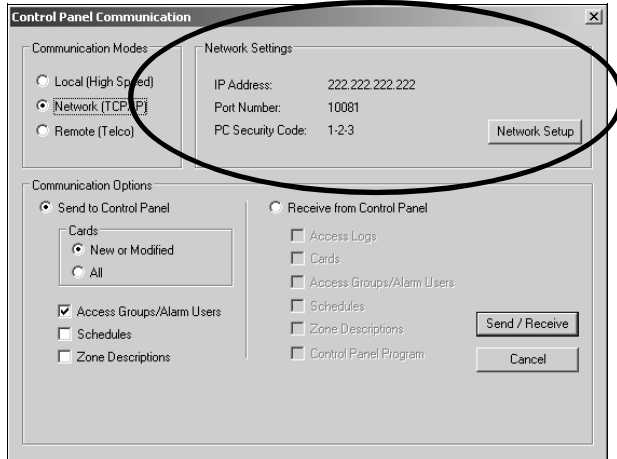 Control Panel Communication
Communication Modes
Local (High Speed)
Network (TCP/IP)
Remote (Telco)
Network Settings
IP Address: 222.222.222.222
Port Number: 10081
PC Security Code: 1-2-3
Network Setup
Communication Options
Send to Control Panel
Cards
New or Modified
All
Access Groups/Alarm Users
Schedules
Zone Descriptions
Receive from Control Panel
Access Logs
Cards
Access Groups/Alarm Users
Schedules
Zone Descriptions
Control Panel Program
Send / Receive
Cancel